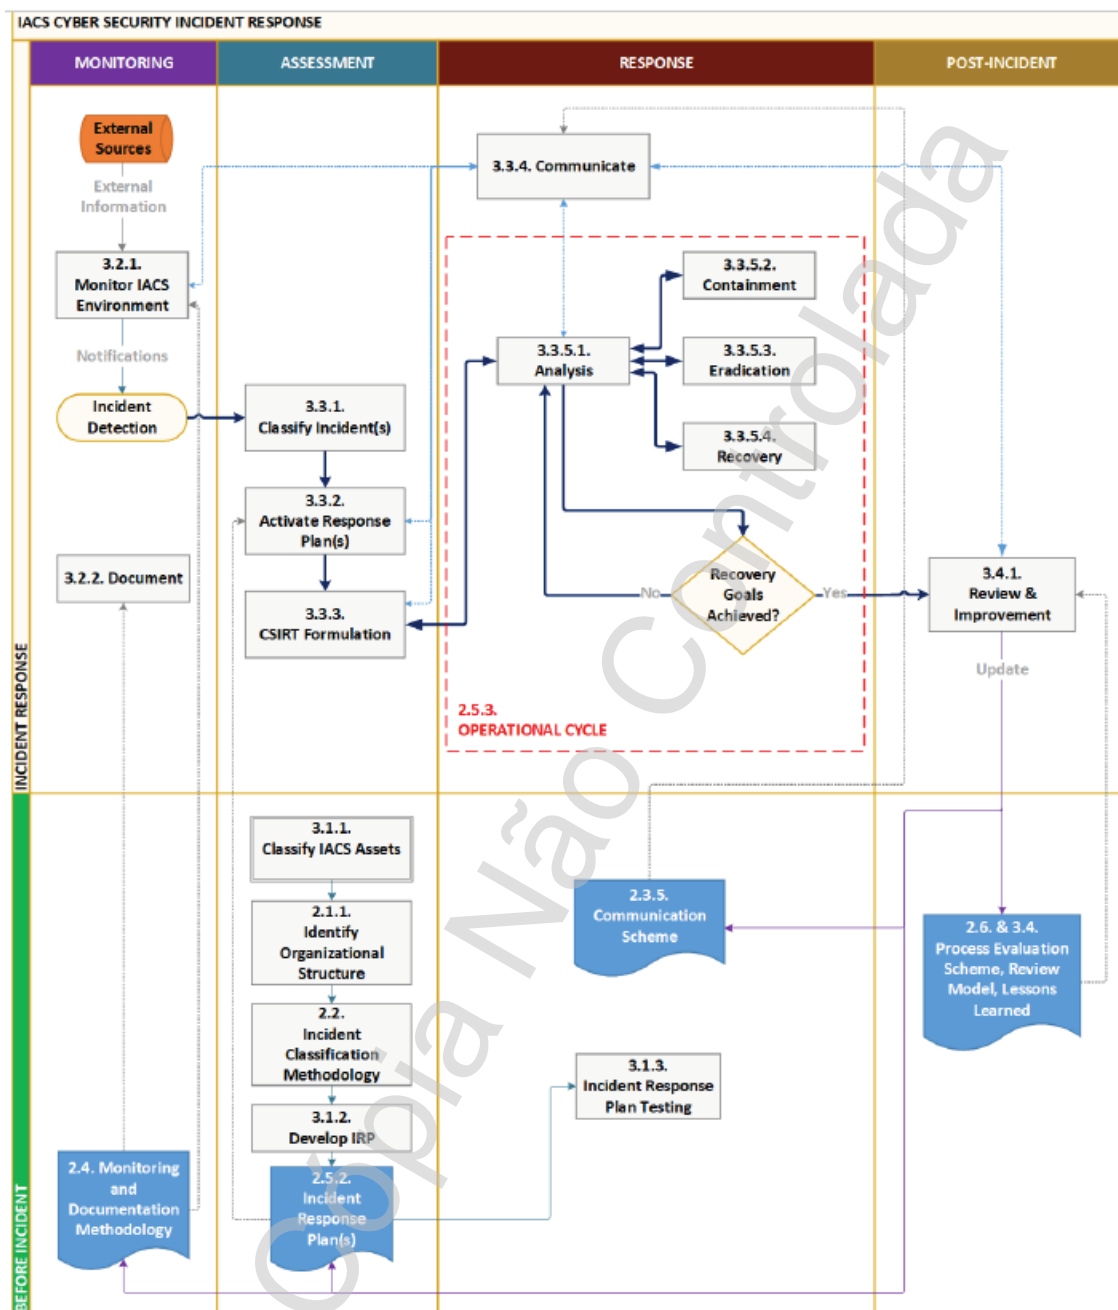 IACS CYBER SECURITY INCIDENT RESPONSE
MONITORING
ASSESSMENT
RESPONSE
POST-INCIDENT
INCIDENT RESPONSE
External
Sources
External
Information
3.2.1.
Monitor IACS
Environment
Notifications
Incident
Detection
3.2.2. Document
3.3.1.
Classify Incident(s)
3.3.2.
Activate Response
Plan(s)
3.3.3.
CSIRT Formulation
3.3.4. Communicate
3.3.5.1.
Analysis
3.3.5.2.
Containment
3.3.5.3.
Eradication
3.3.5.4.
Recovery
Recovery
Goals
Achieved?
No
Yes
2.5.3.
OPERATIONAL CYCLE
3.4.1.
Review &
Improvement
Update
BEFORE INCIDENT
2.4. Monitoring
and
Documentation
Methodology
3.1.1.
Classify IACS Assets
2.1.1.
Identify
Organizational
Structure
2.2.
Incident
Classification
Methodology
3.1.2.
Develop IRP
2.5.2.
Incident
Response
Plan(s)
2.3.5.
Communication
Scheme
3.1.3.
Incident Response
Plan Testing
2.6. & 3.4.
Process Evaluation
Scheme, Review
Model, Lessons
Learned
Cópia Não Controlada